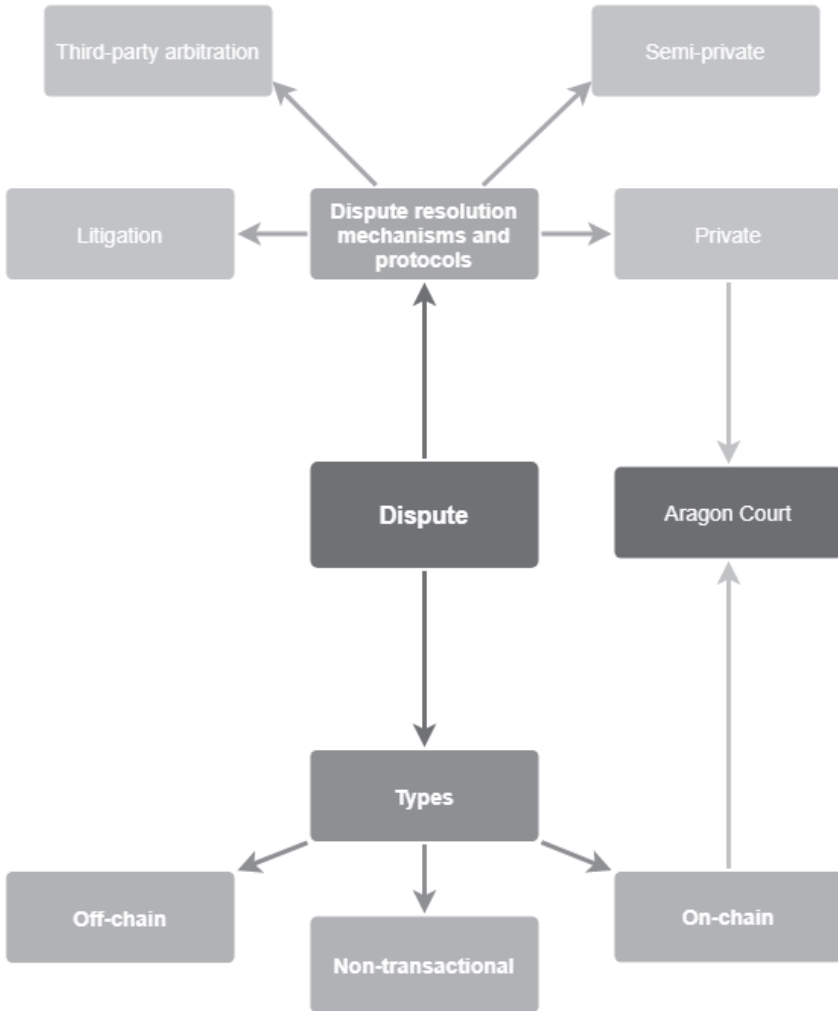 Third-party arbitration
Semi-private
Litigation
Dispute resolution
mechanisms and
protocols
Private
Dispute
Aragon Court
Types
Off-chain
Non-transactional
On-chain